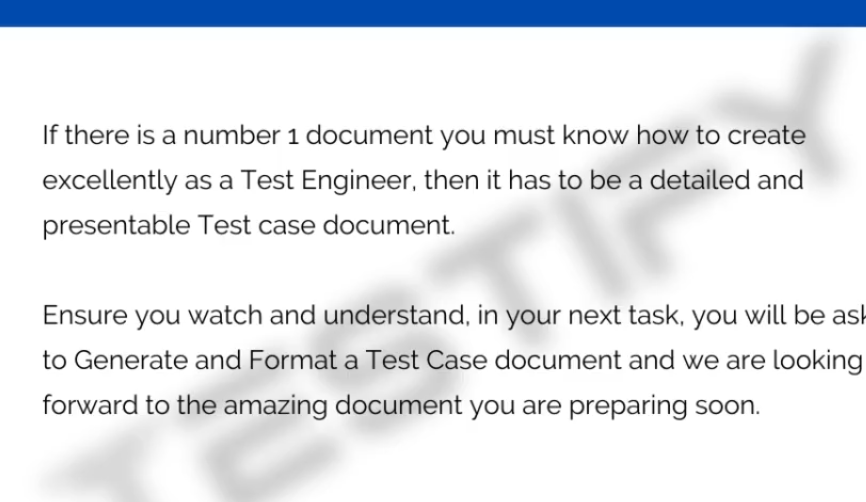 If there is a number 1 document you must know how to create
excellently as a Test Engineer, then it has to be a detailed and
presentable Test case document.
Ensure you watch and understand, in your next task, you will be
to Generate and Format a Test Case document and we are looking
forward to the amazing document you are preparing soon.
TESTIFY